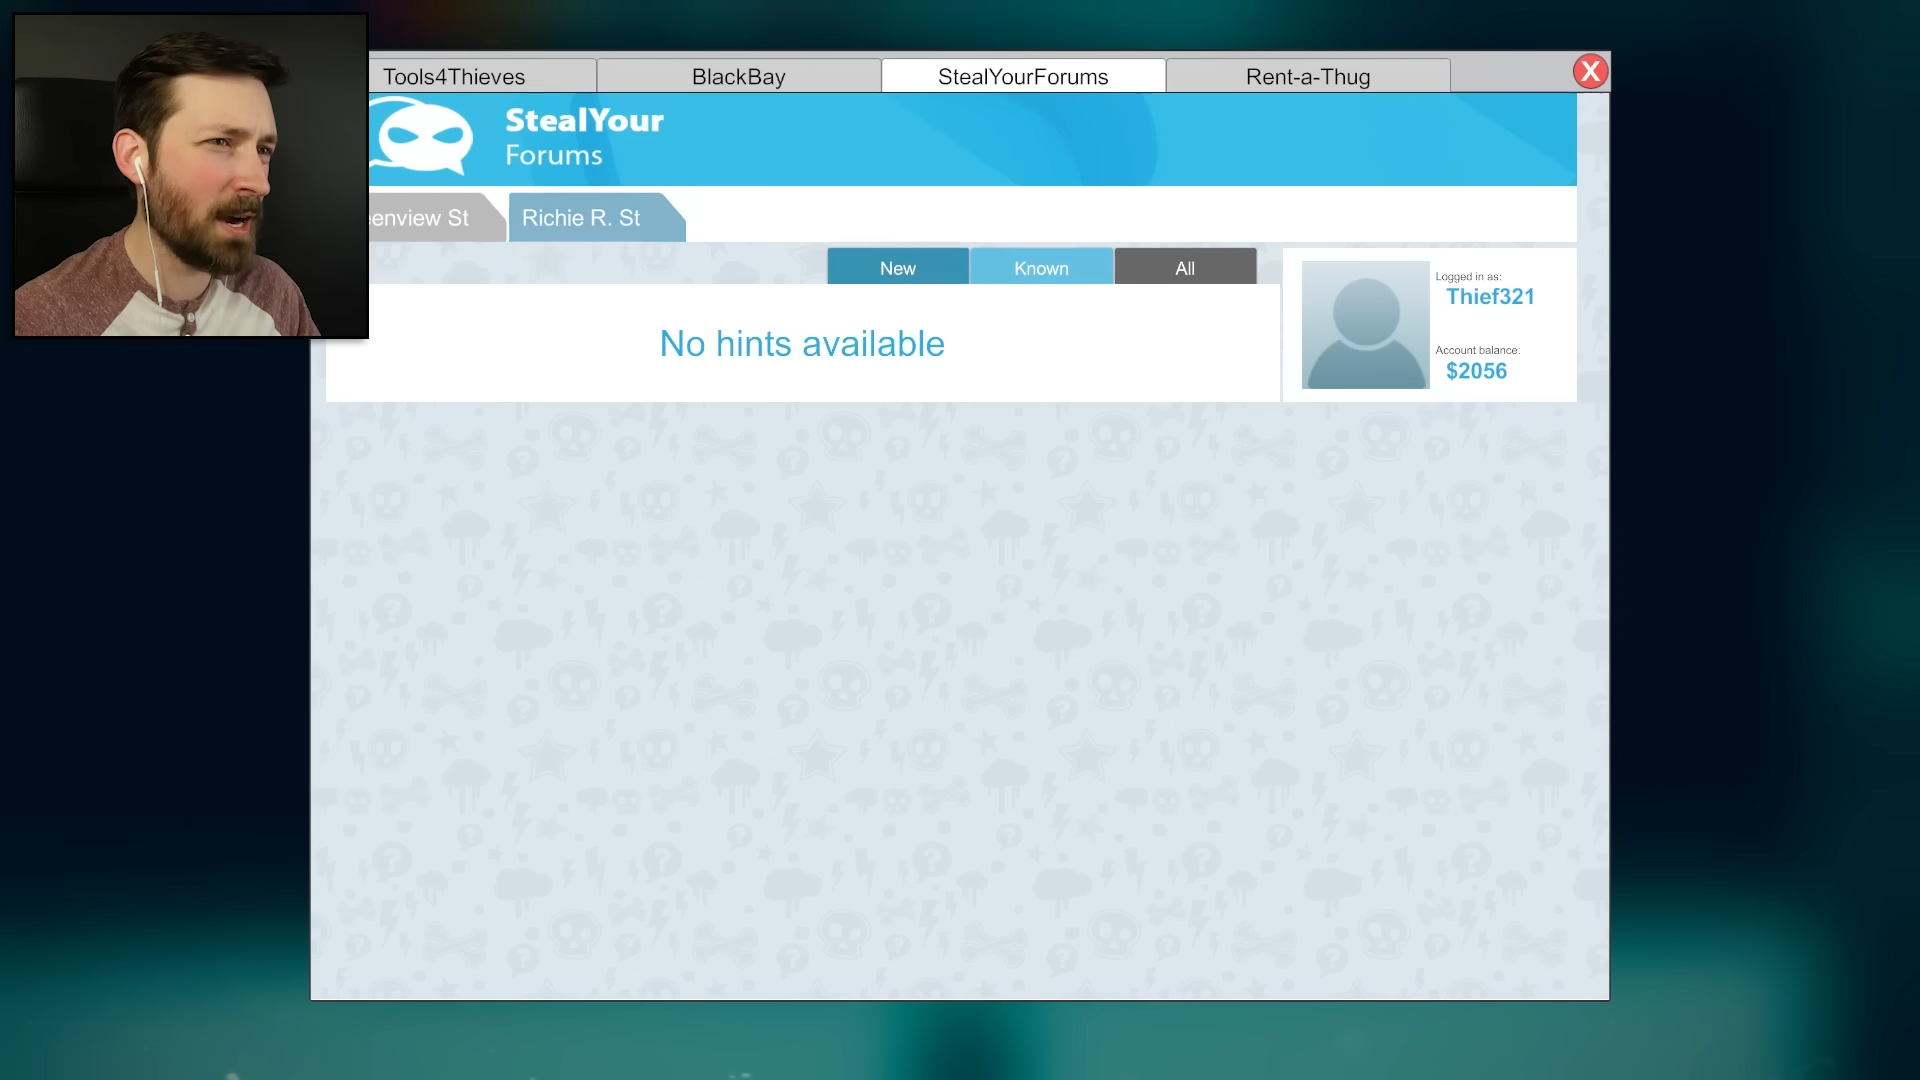 Tools4Thieves
BlackBay
StealYourForums
Rent-a-Thug
X
StealYour
Forums
enview St
Richie R. St
New
Known
All
No hints available
Logged in as:
Thief321
Account balance:
$2056